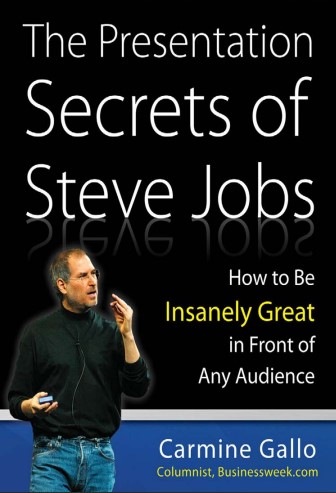 The Presentation
Secrets of
Steve Jobs
How to Be
Insanely Great
in Front of
Any Audience
Carmine Gallo
Columnist, Businessweek.com